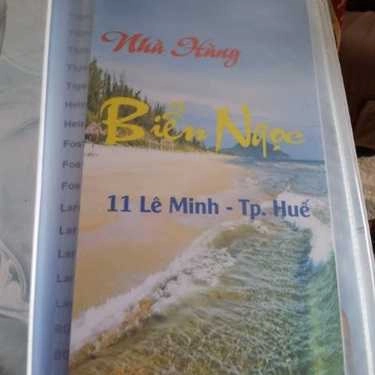 Nhà Hàng
Biển Ngọc
11 Lê Minh - Tp. Huế